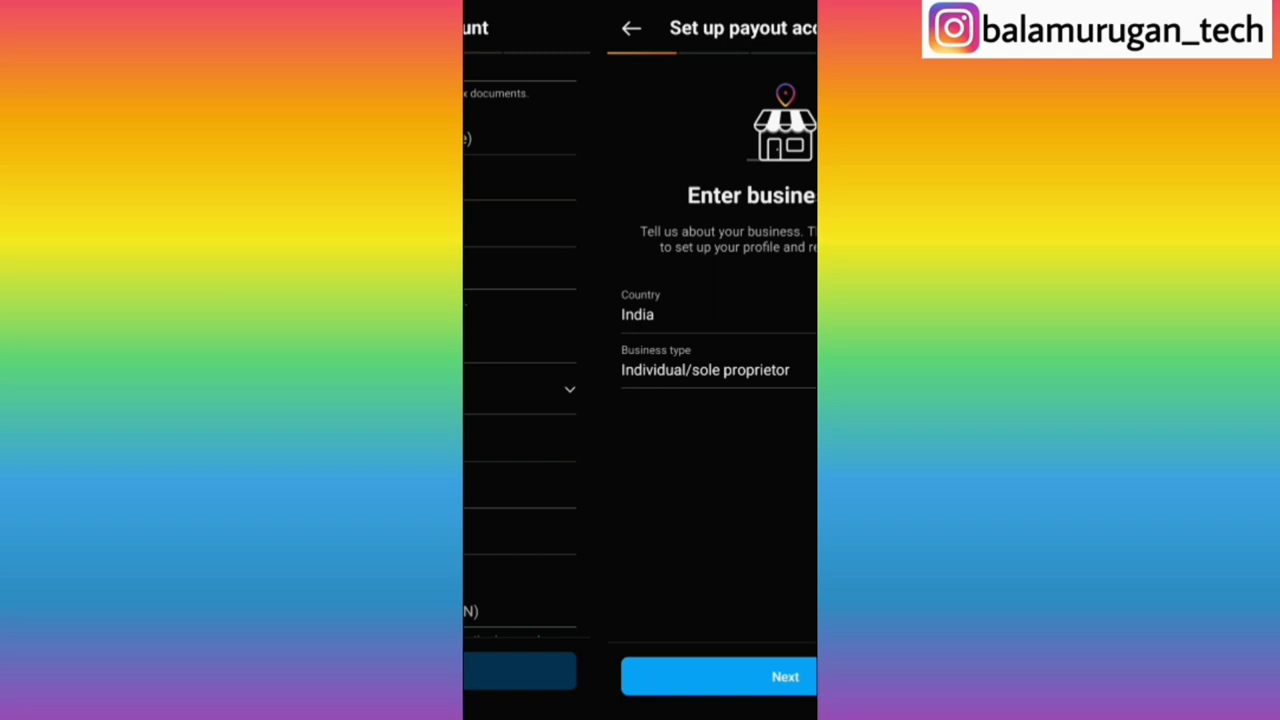 balamurugan_tech
unt
x documents.
e)
N)
Set up payout acc
Enter busine
Tell us about your business. T
to set up your profile and re
Country
India
Business type
Individual/sole proprietor
Next